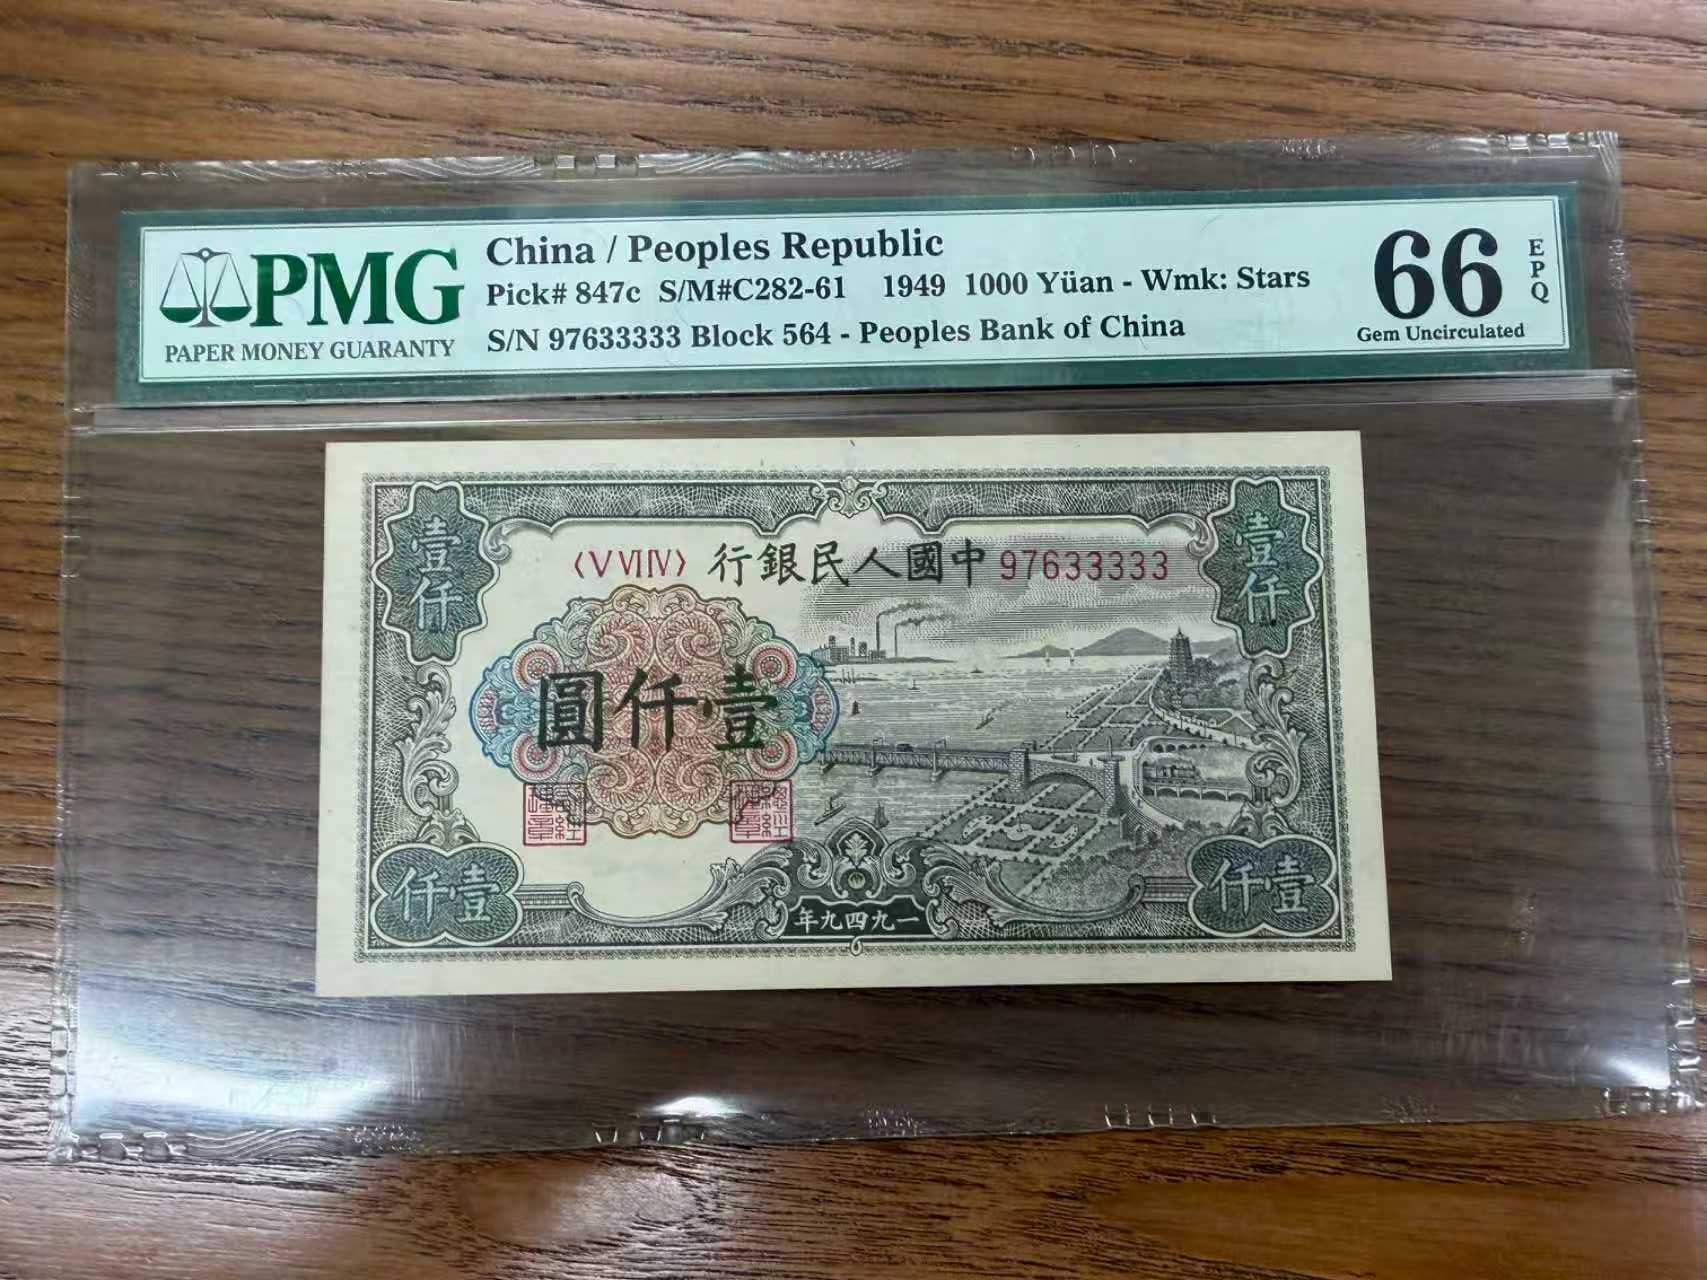 PMG
PAPER MONEY GUARANTY
China / Peoples Republic
Pick# 847c S/M#C282-61 1949 1000 Yüan - Wmk: Stars
S/N 97633333 Block 564 - Peoples Bank of China
66
EPQ
Gem Uncirculated
壹仟
壹仟
〈V VI IV〉 行銀民人國中 97633333
圓仟壹
仟壹
年九四九一
仟壹